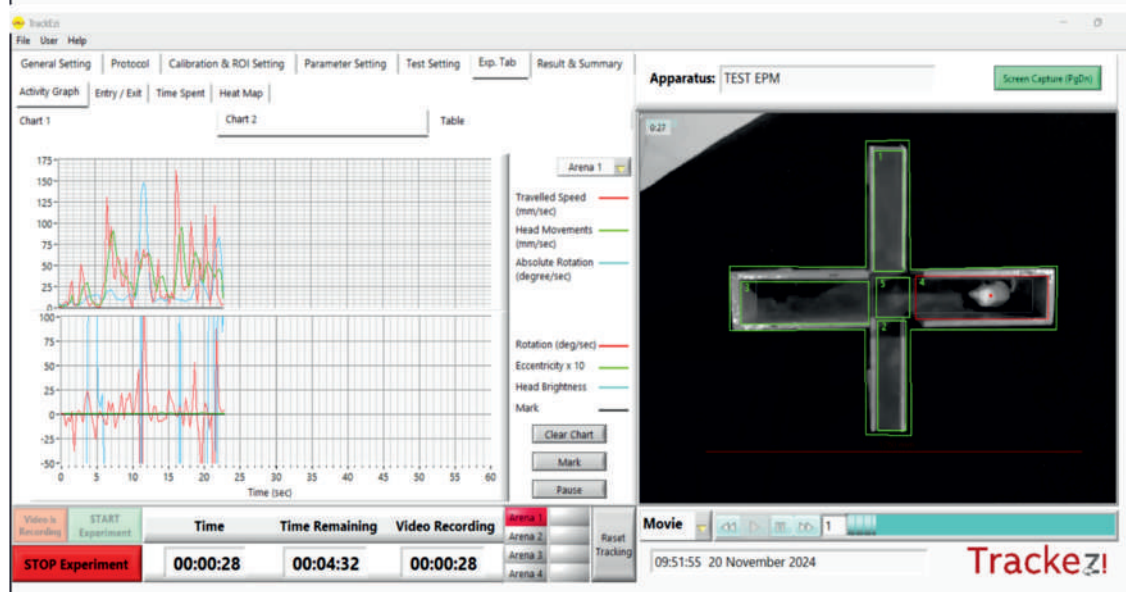 TrackEzi
File User Help
General Setting Protocol Calibration & ROI Setting Parameter Setting Test Setting Exp. Tab Result & Summary
Activity Graph Entry / Exit Time Spent Heat Map
Chart 1 Chart 2 Table
Apparatus: TEST EPM Screen Capture (PgDn)
0:27
Arena 1
Travelled Speed
(mm/sec)
Head Movements
(mm/sec)
Absolute Rotation
(degree/sec)
175
150
125
100
75
50
25
0
Rotation (deg/sec)
Eccentricity x 10
Head Brightness
Mark
100
75
50
25
0
-25
-50
0 5 10 15 20 25 30 35 40 45 50 55 60
Time (sec)
Clear Chart
Mark
Pause
1
3 5 4
2
Video is
Recording
START
Experiment
STOP Experiment
Time Time Remaining Video Recording
00:00:28 00:04:32 00:00:28
Arena 1
Arena 2
Arena 3
Arena 4
Reset
Tracking
Movie 1
09:51:55 20 November 2024
Trackez!